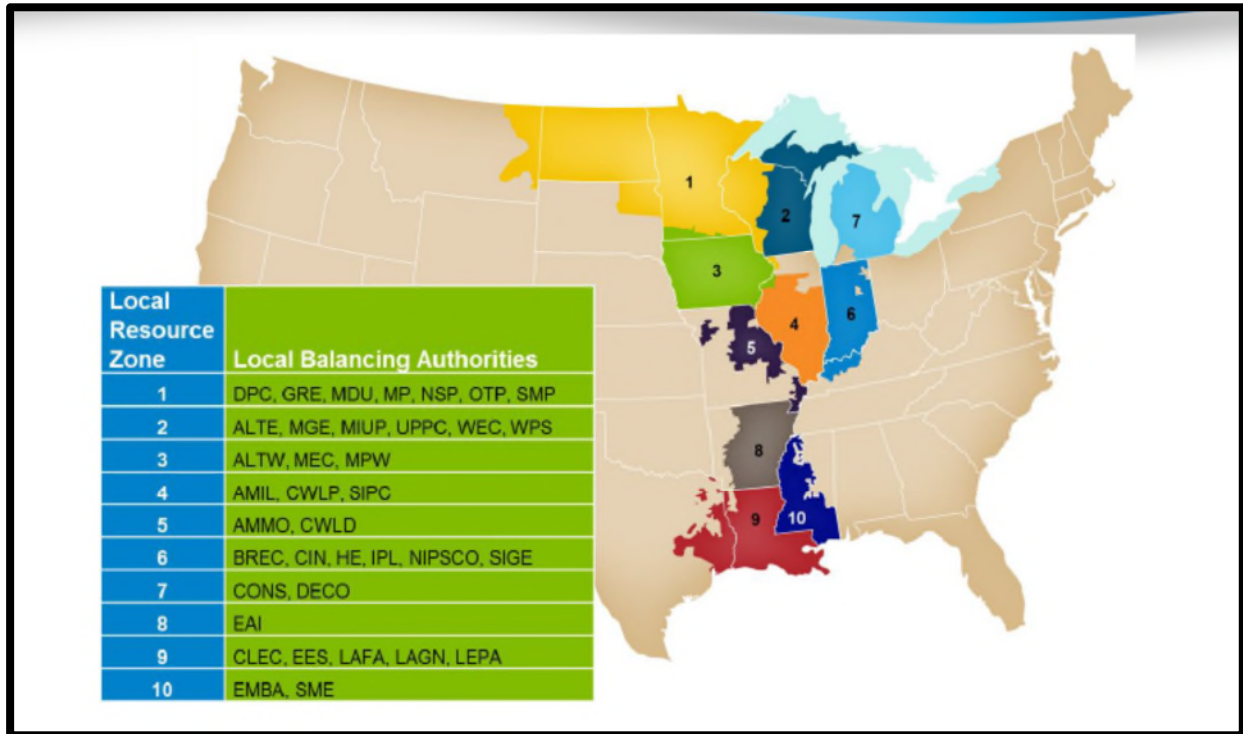 1
2
7
3
4
6
5
8
9
10
Local
Resource
Zone
Local Balancing Authorities
1 DPC, GRE, MDU, MP, NSP, OTP, SMP
2 ALTE, MGE, MIUP, UPPC, WEC, WPS
3 ALTW, MEC, MPW
4 AMIL, CWLP, SIPC
5 AMMO, CWLD
6 BREC, CIN, HE, IPL, NIPSCO, SIGE
7 CONS, DECO
8 EAI
9 CLEC, EES, LAFA, LAGN, LEPA
10 EMBA, SME